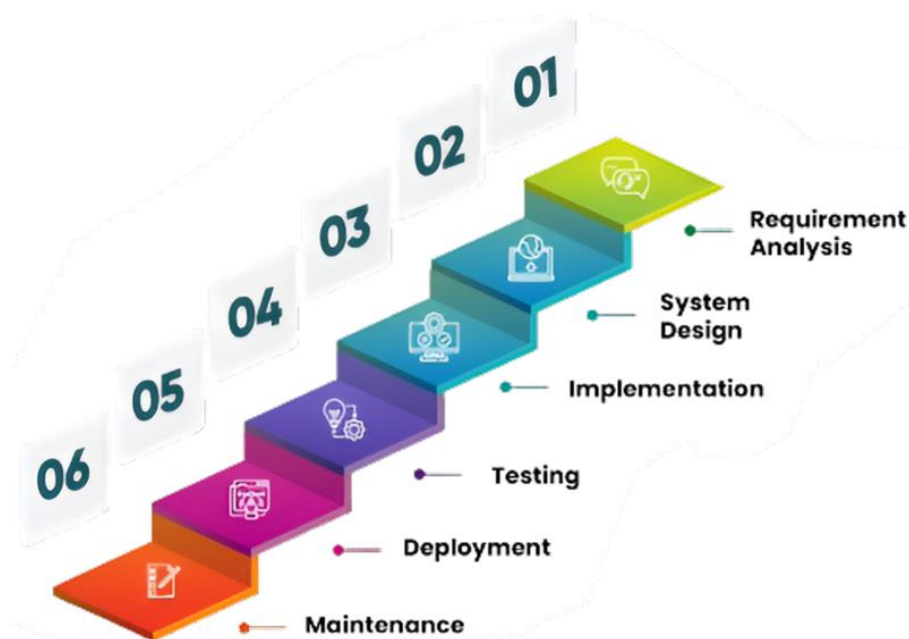 01
02
03
04
05
06
Requirement
Analysis
System
Design
Implementation
Testing
Deployment
Maintenance